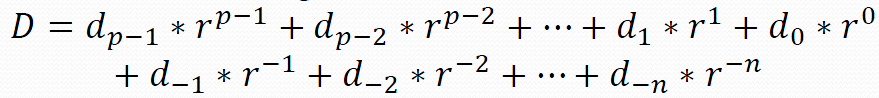 D = d_{p-1} * r^{p-1} + d_{p-2} * r^{p-2} + ⋯ + d_1 * r^1 + d_0 * r^0
+ d_{-1} * r^{-1} + d_{-2} * r^{-2} + ⋯ + d_{-n} * r^{-n}